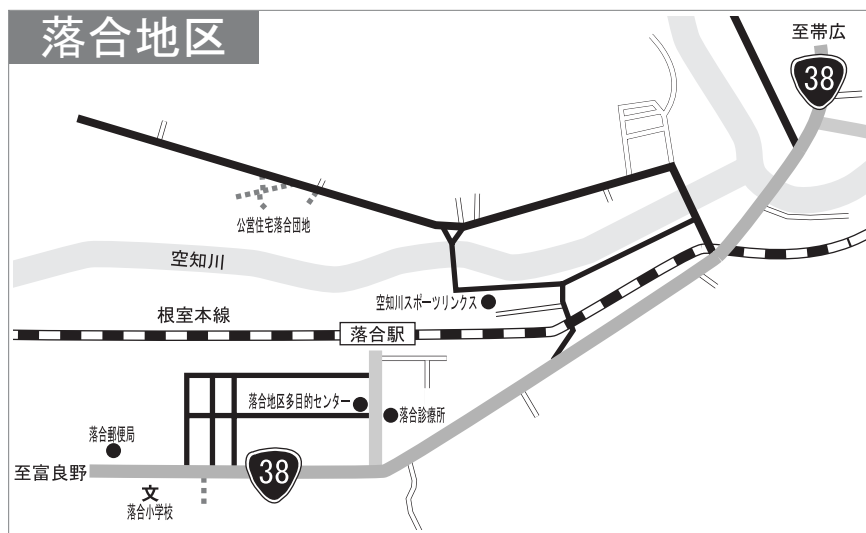 落合地区
至帯広
38
公営住宅落合団地
空知川
空知川スポーツリンクス
根室本線
落合駅
落合地区多目的センター
落合診療所
落合郵便局
至富良野
38
文
落合小学校